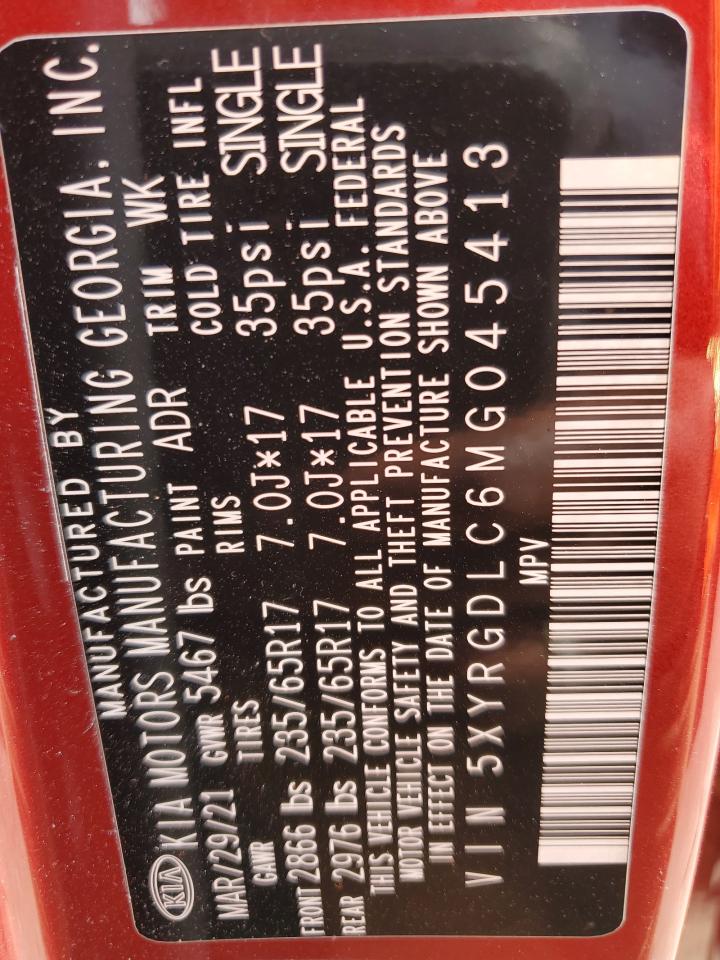 MANUFACTURED BY
KIA KIA MOTORS MANUFACTURING GEORGIA, INC.
MAR/29/21 GVWR 5467 lbs PAINT ADR TRIM WK
GAWR TIRES RIMS COLD TIRE INFL
FRONT 2866 lbs 235/65R17 7.0J*17 35psi SINGLE
REAR 2976 lbs 235/65R17 7.0J*17 35psi SINGLE
THIS VEHICLE CONFORMS TO ALL APPLICABLE U.S.A. FEDERAL
MOTOR VEHICLE SAFETY AND THEFT PREVENTION STANDARDS
IN EFFECT ON THE DATE OF MANUFACTURE SHOWN ABOVE
VIN 5XYRGDLC6MG045413
MPV